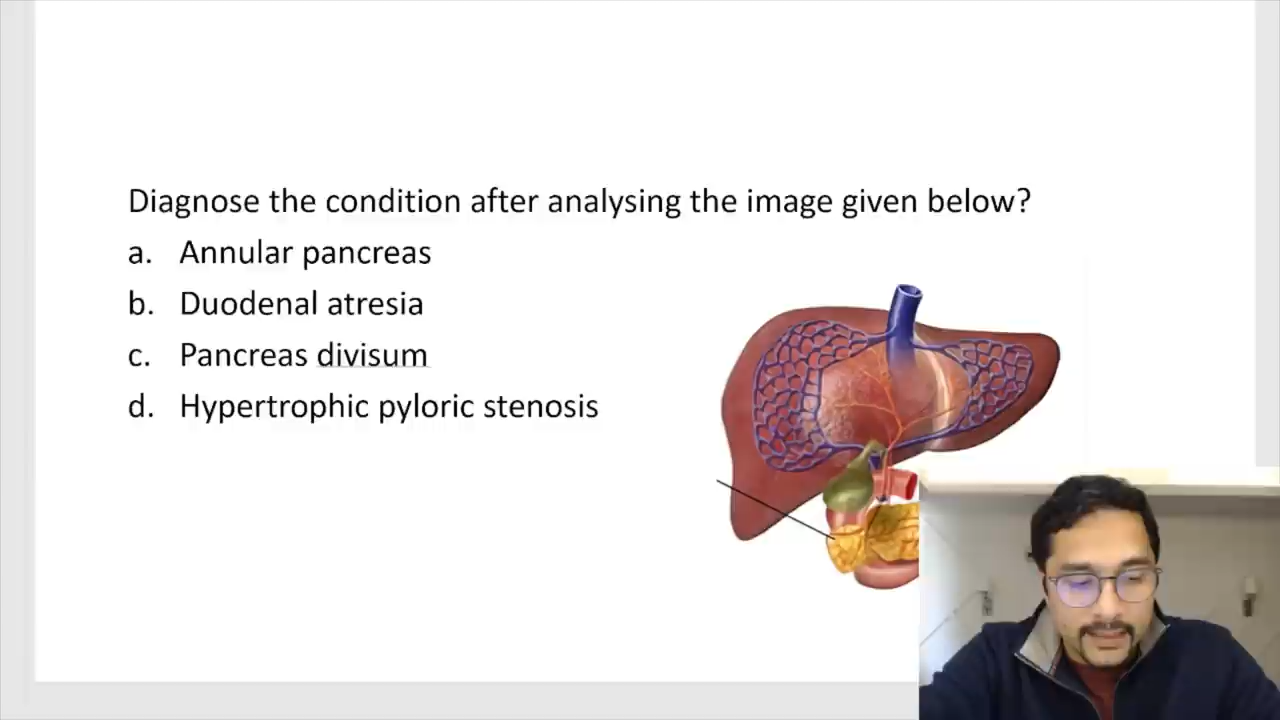 Diagnose the condition after analysing the image given below?
a. Annular pancreas
b. Duodenal atresia
c. Pancreas divisum
d. Hypertrophic pyloric stenosis